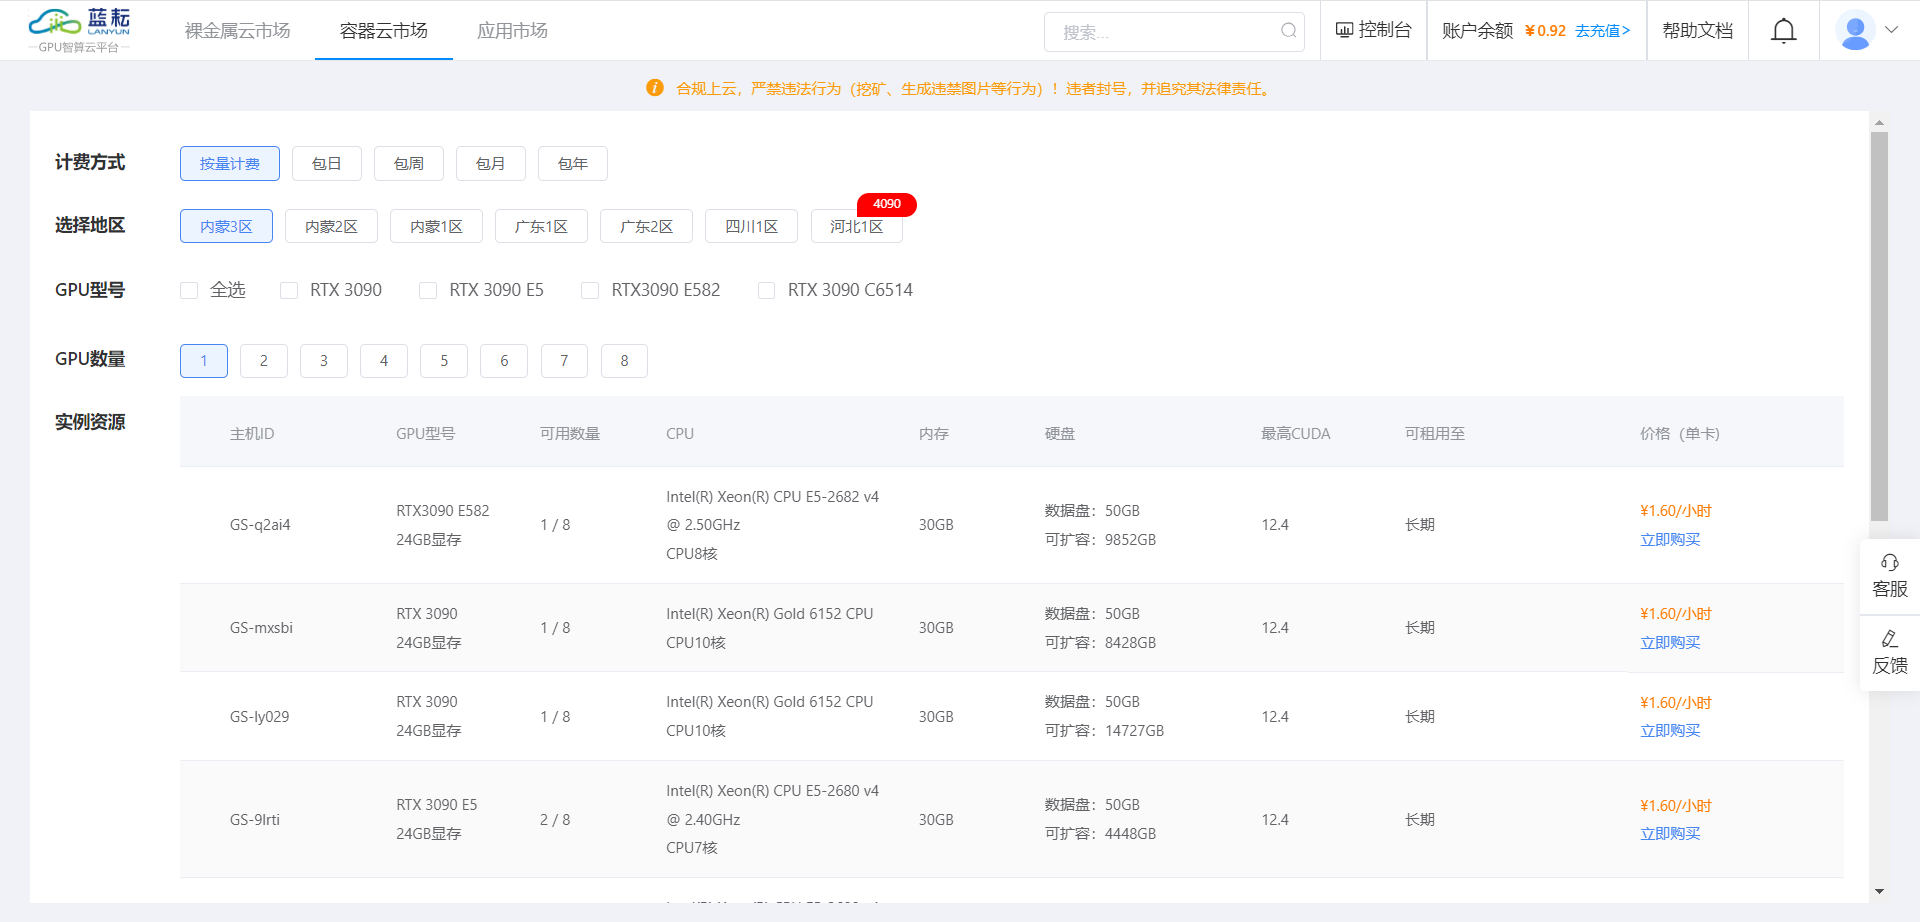 蓝耘
LANYUN
GPU智算云平台
裸金属云市场 容器云市场 应用市场
搜索...
控制台
账户余额 ¥0.92 去充值>
帮助文档
合规上云，严禁违法行为（挖矿、生成违禁图片等行为）！违者封号，并追究其法律责任。
计费方式 按量计费 包日 包周 包月 包年
4090
选择地区 内蒙3区 内蒙2区 内蒙1区 广东1区 广东2区 四川1区 河北1区
GPU型号 全选 RTX 3090 RTX 3090 E5 RTX3090 E582 RTX 3090 C6514
GPU数量 1 2 3 4 5 6 7 8
实例资源
主机ID GPU型号 可用数量 CPU 内存 硬盘 最高CUDA 可租用至 价格（单卡)
GS-q2ai4
RTX3090 E582
24GB显存
1 / 8
Intel(R) Xeon(R) CPU E5-2682 v4
@ 2.50GHz
CPU8核
30GB
数据盘：50GB
可扩容：9852GB
12.4
长期
¥1.60/小时
立即购买
GS-mxsbi
RTX 3090
24GB显存
1 / 8
Intel(R) Xeon(R) Gold 6152 CPU
CPU10核
30GB
数据盘：50GB
可扩容：8428GB
12.4
长期
¥1.60/小时
立即购买
GS-ly029
RTX 3090
24GB显存
1 / 8
Intel(R) Xeon(R) Gold 6152 CPU
CPU10核
30GB
数据盘：50GB
可扩容：14727GB
12.4
长期
¥1.60/小时
立即购买
GS-9lrti
RTX 3090 E5
24GB显存
2 / 8
Intel(R) Xeon(R) CPU E5-2680 v4
@ 2.40GHz
CPU7核
30GB
数据盘：50GB
可扩容：4448GB
12.4
长期
¥1.60/小时
立即购买
客服
反馈